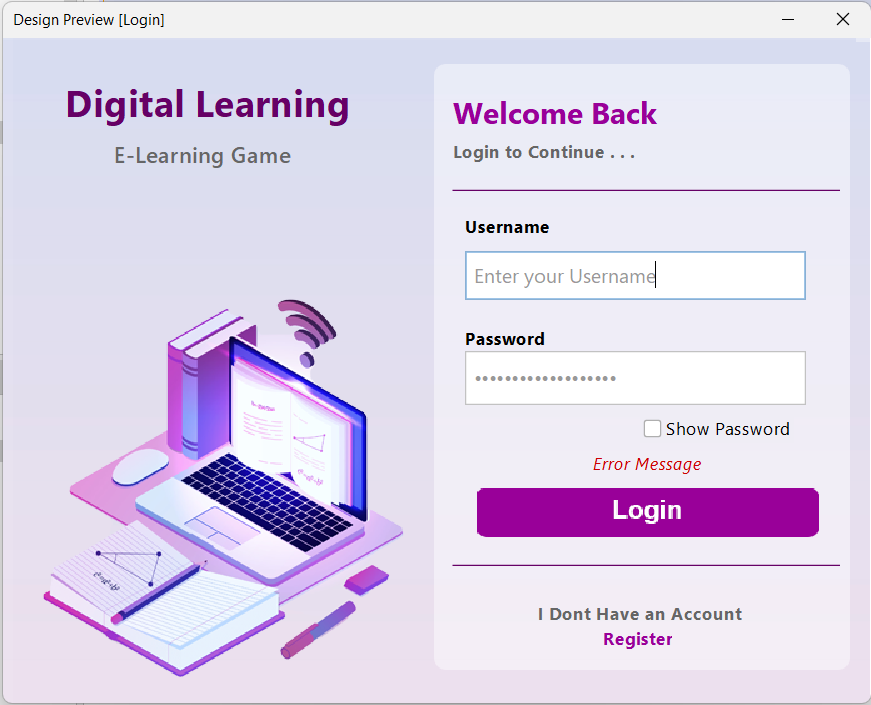 Design Preview [Login]
Digital Learning
E-Learning Game
Welcome Back
Login to Continue . . .
Username
Enter your Username
Password
•••••••••••••••••••
Show Password
Error Message
Login
I Dont Have an Account
Register